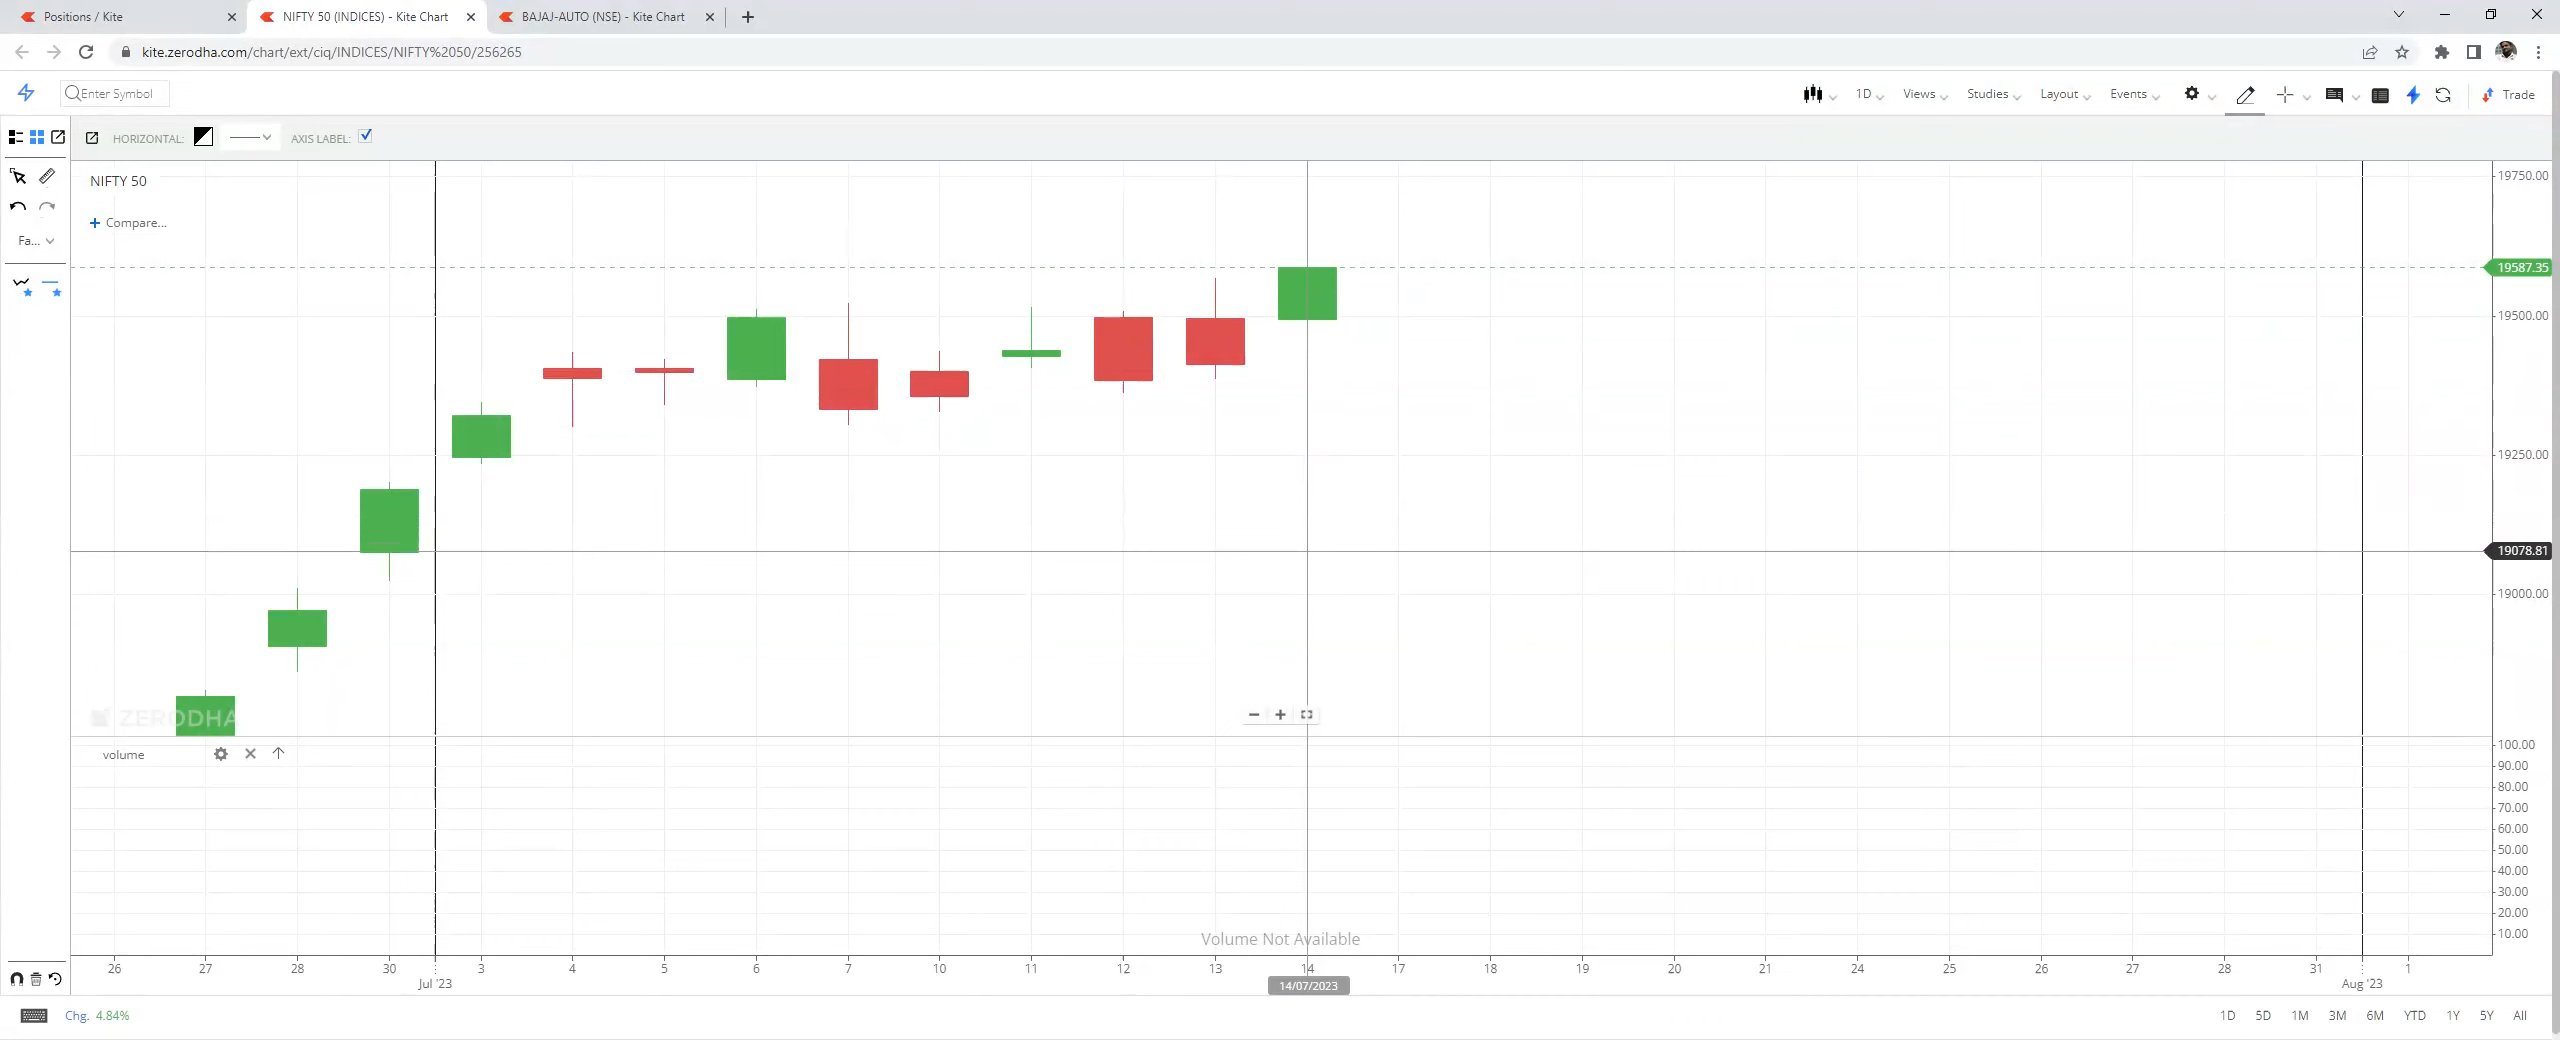 Positions / Kite
NIFTY 50 (INDICES) - Kite Chart
BAJAJ-AUTO (NSE) - Kite Chart
kite.zerodha.com/chart/ext/ciq/INDICES/NIFTY%2050/256265
Enter Symbol
1D
Views
Studies
Layout
Events
Trade
HORIZONTAL:
AXIS LABEL:
NIFTY 50
+ Compare...
Fa...
19750.00
19587.35
19500.00
19250.00
19078.81
19000.00
ZERODHA
volume
100.00
90.00
80.00
70.00
60.00
50.00
40.00
30.00
20.00
10.00
Volume Not Available
26 27 28 30 3 4 5 6 7 10 11 12 13 14 17 18 19 20 21 24 25 26 27 28 31 1
Jul '23
14/07/2023
Aug '23
Chg. 4.84%
1D 5D 1M 3M 6M YTD 1Y 5Y All